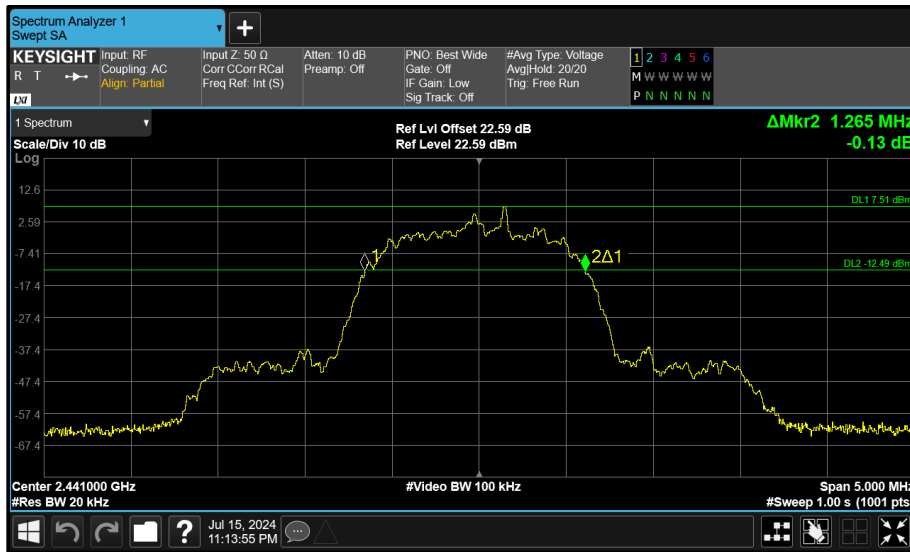 Spectrum Analyzer 1
Swept SA
KEYSIGHT
R T
LXI
Input: RF
Coupling: AC
Align: Partial
Input Z: 50 Ω
Corr CCorr RCal
Freq Ref: Int (S)
Atten: 10 dB
Preamp: Off
PNO: Best Wide
Gate: Off
IF Gain: Low
Sig Track: Off
#Avg Type: Voltage
Avg|Hold: 20/20
Trig: Free Run
1 2 3 4 5 6
M W W W W W
P N N N N N
1 Spectrum
Scale/Div 10 dB
Ref Lvl Offset 22.59 dB
Ref Level 22.59 dBm
ΔMkr2 1.265 MHz
-0.13 dB
Log
12.6
DL1 7.51 dBm
2.59
-7.41
1
2Δ1
DL2 -12.49 dBm
-17.4
-27.4
-37.4
-47.4
-57.4
-67.4
Center 2.441000 GHz
#Video BW 100 kHz
Span 5.000 MHz
#Res BW 20 kHz
#Sweep 1.00 s (1001 pts
?
Jul 15, 2024
11:13:55 PM